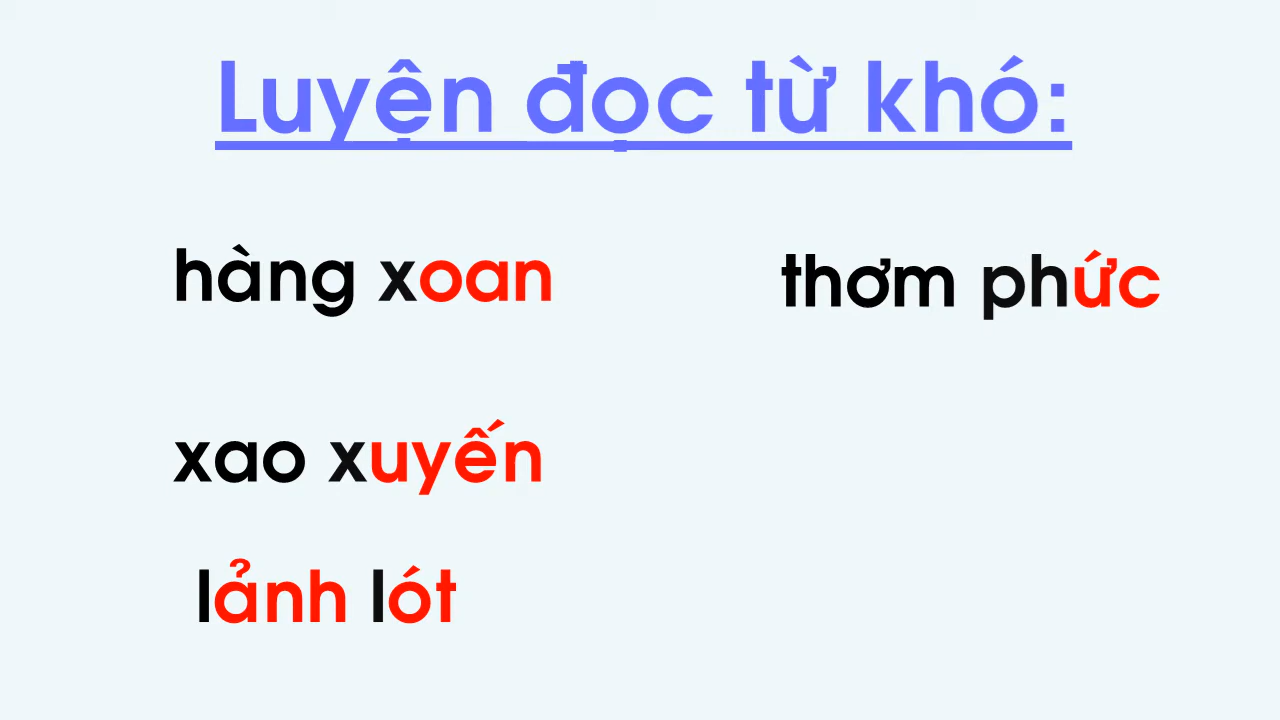 Luyện đọc từ khó:
hàng xoan
thơm phức
xao xuyến
lảnh lót